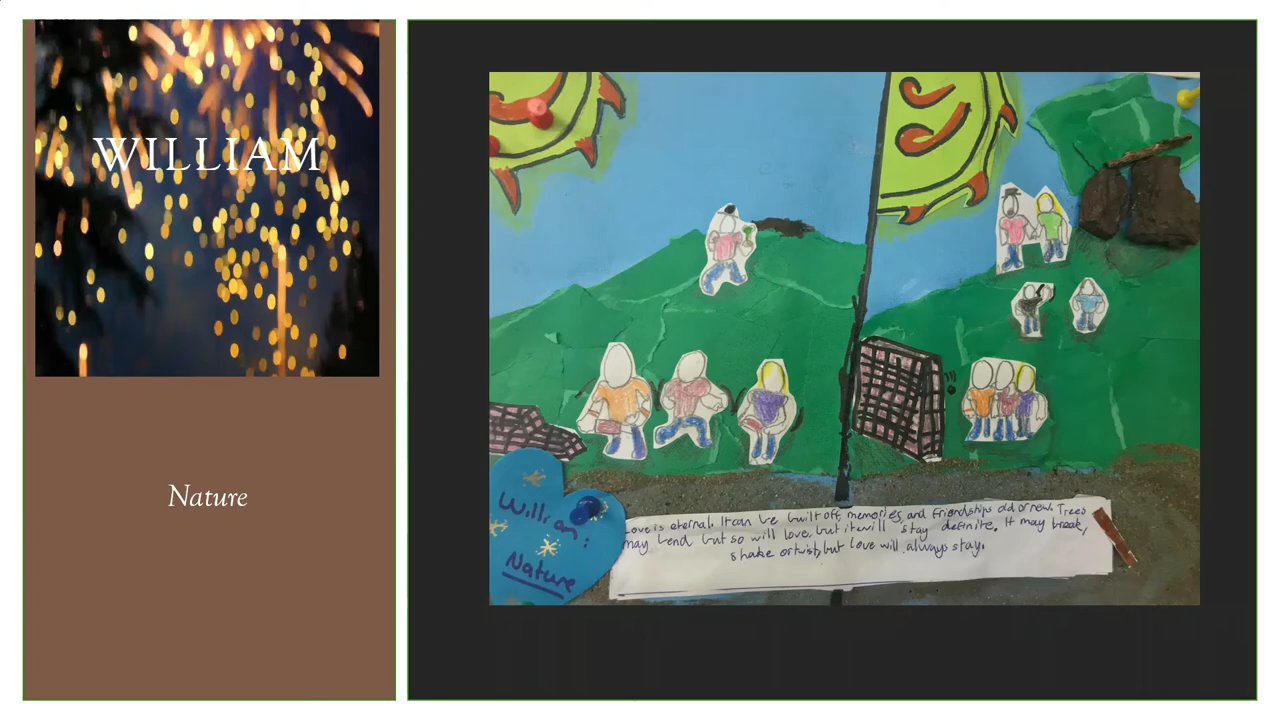 WILLIAM
Nature
William:
Nature
Love is eternal. It can be built off, memories, and friendships old or new. Trees
may bend but so will love, but it will stay definite. It may break,
shake or twist, but love will always stay.